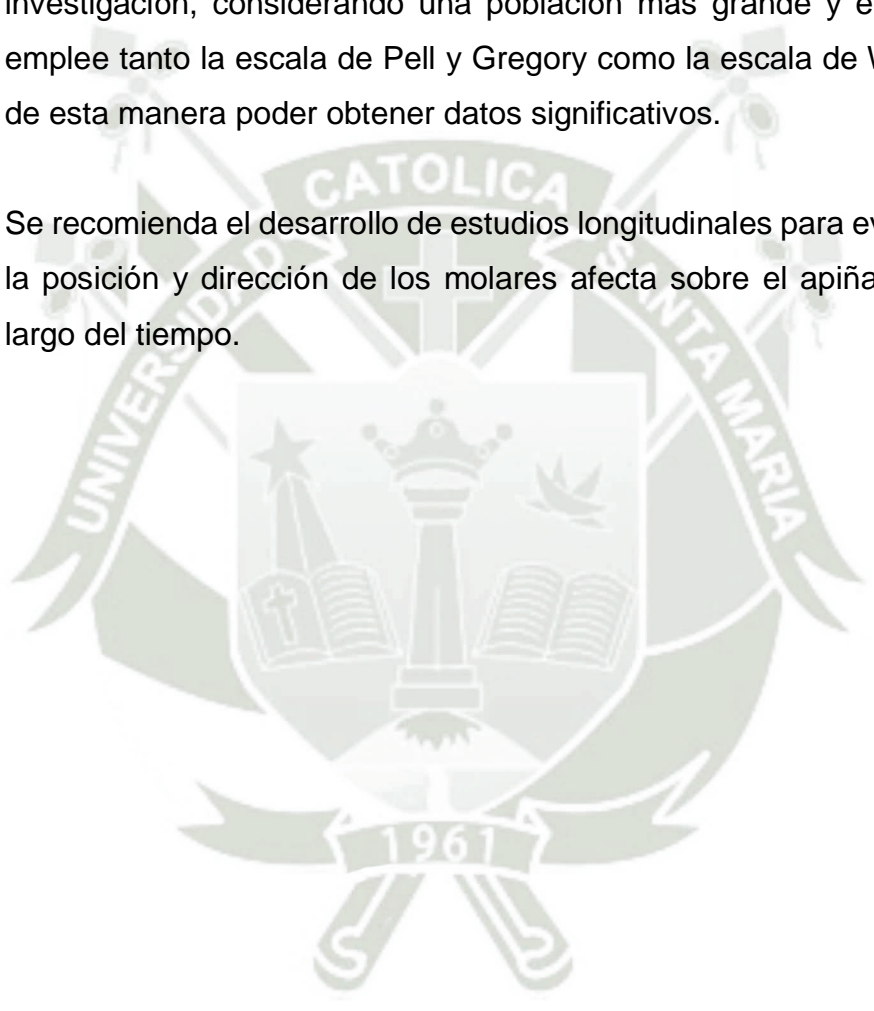 investigación, considerando una población más grande y e
emplee tanto la escala de Pell y Gregory como la escala de W
de esta manera poder obtener datos significativos.
Se recomienda el desarrollo de estudios longitudinales para ev
la posición y dirección de los molares afecta sobre el apiña
largo del tiempo.
UNIVERSIDAD CATOLICA SANTA MARIA
1961